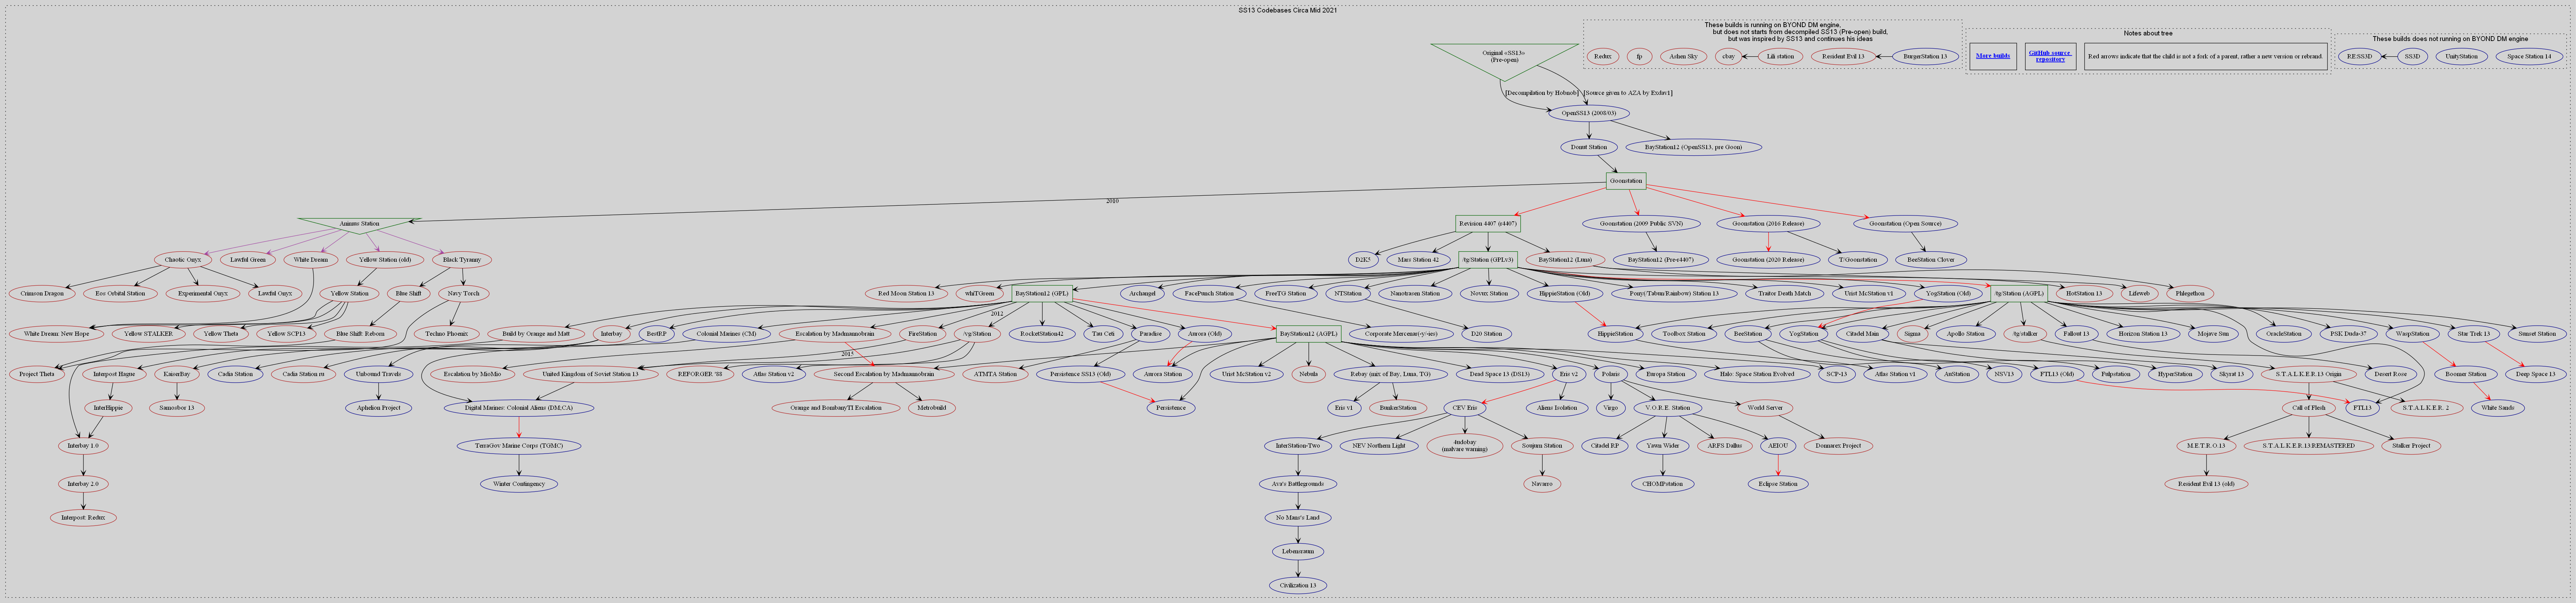 SS13 Codebases Circa Mid 2021
These builds is running on BYOND DM engine,
but does not starts from decompiled SS13 (Pre-open) build,
but was inspired by SS13 and continues his ideas
Redux
fp
Ashen Sky
cbay
Lili station
Resident Evil 13
BurgerStation 13
Notes about tree
More builds
GitHub source
repository
Red arrows indicate that the child is not a fork of a parent, rather a new version or rebrand.
These builds does not running on BYOND DM engine
RE:SS3D
SS3D
UnityStation
Space Station 14
Original «SS13»
(Pre-open)
[Decompilation by Hobnob]
[Source given to AZA by Exdav1]
OpenSS13 (2008/03)
Donut Station
BayStation12 (OpenSS13, pre Goon)
Goonstation
2010
Animus Station
Revision 4407 (r4407)
Goonstation (2009 Public SVN)
Goonstation (2016 Release)
Goonstation (Open Source)
Chaotic Onyx
Lawful Green
White Dream
Yellow Station (old)
Black Tyranny
D2K5
Mars Station 42
/tg/Station (GPLv3)
BayStation12 (Luna)
BayStation12 (Pre-r4407)
Goonstation (2020 Release)
T/Goonstation
BeeStation Clover
Crimson Dragon
Eos Orbital Station
Experimental Onyx
Lawful Onyx
Yellow Station
Blue Shift
Navy Torch
Red Moon Station 13
whiTGreen
BayStation12 (GPL)
Archangel
FacePunch Station
FreeTG Station
NTStation
Nanotrasen Station
Novux Station
HippieStation (Old)
Pony(/Tabun/Rainbow) Station 13
Traitor Death Match
Urist McStation v1
YogStation (Old)
/tg/Station (AGPL)
HotStation 13
Lifeweb
Phlegethon
2012
White Dream: New Hope
Yellow STALKER
Yellow Theta
Yellow SCP13
Blue Shift: Reborn
Techno Phoenix
Build by Orange and Matt
Interbay
BestRP
Colonial Marines (CM)
Escalation by Madmannobrain
FireStation
/vg/Station
RocketStation42
Tau Ceti
Paradise
Aurora (Old)
BayStation12 (AGPL)
Corporate Mercenari(-y/-ies)
D20 Station
HippieStation
Toolbox Station
BeeStation
YogStation
Citadel Main
Sigma
Apollo Station
/tg/stalker
Fallout 13
Horizon Station 13
Mojave Sun
OracleStation
PSK Duda-37
WaspStation
Star Trek 13
Sunset Station
2015
Project Theta
Interpost Hague
KaiserBay
Cadia Station
Cadia Station ru
Unbound Travels
Escalation by MioMio
United Kingdom of Soviet Station 13
REFORGER '88
Atlas Station v2
Second Escalation by Madmannobrain
ATMTA Station
Persistence SS13 (Old)
Aurora Station
Urist McStation v2
Nebula
Rebay (mix of Bay, Luna, TG)
Dead Space 13 (DS13)
Eris v2
Polaris
Europa Station
Halo: Space Station Evolved
SCP-13
Atlas Station v1
AuStation
NSV13
FTL13 (Old)
Fulpstation
HyperStation
Skyrat 13
S.T.A.L.K.E.R.13 Origin
Desert Rose
Boomer Station
Deep Space 13
InterHippie
Samosbor 13
Aphelion Project
Digital Marines: Colonial Aliens (DM;CA)
Orange and BombanyTI Escalation
Metrobuild
Persistence
Eris v1
BunkerStation
CEV Eris
Aliens Isolation
Virgo
V.O.R.E. Station
World Server
Call of Flesh
FTL13
S.T.A.L.K.E.R. 2
White Sands
Interbay 1.0
TerraGov Marine Corps (TGMC)
InterStation-Two
NEV Northern Light
4ndobay
(malvare warning)
Soujurn Station
Citadel RP
Yawn Wider
ARFS Dallus
AEIOU
Donnarex Project
M.E.T.R.O.13
S.T.A.L.K.E.R.13:REMASTERED
Stalker Project
Interbay 2.0
Winter Contingency
Ava's Battlegrounds
Navarro
CHOMPstation
Eclipse Station
Resident Evil 13 (old)
Interpost: Redux
No Mans's Land
Lebensraum
Civilization 13